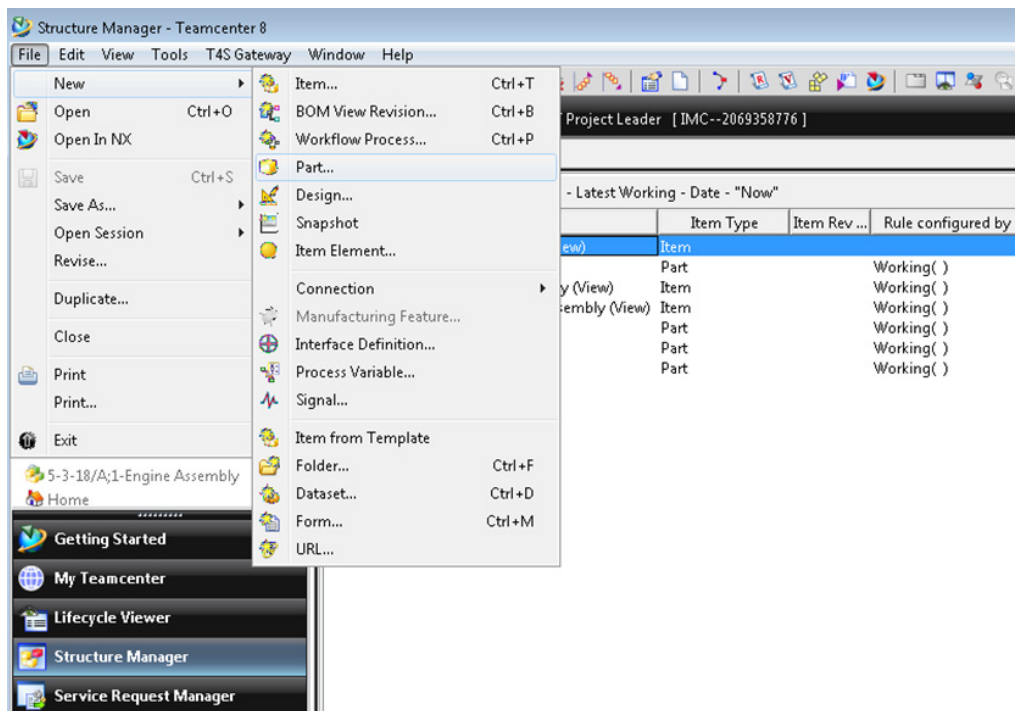 Structure Manager - Teamcenter 8
File Edit View Tools T4S Gateway Window Help
New
Open Ctrl+O
Open In NX
Save Ctrl+S
Save As...
Open Session
Revise...
Duplicate...
Close
Print
Print...
Exit
Item... Ctrl+T
BOM View Revision... Ctrl+B
Workflow Process... Ctrl+P
Part...
Design...
Snapshot
Item Element...
Connection
Manufacturing Feature...
Interface Definition...
Process Variable...
Signal...
Item from Template
Folder... Ctrl+F
Dataset... Ctrl+D
Form... Ctrl+M
URL...
Project Leader [ IMC--2069358776 ]
- Latest Working - Date - "Now"
Item Type Item Rev ... Rule configured by
ew) Item
Part Working( )
y (View) Item Working( )
sembly (View) Item Working( )
Part Working( )
Part Working( )
Part Working( )
5-3-18/A;1-Engine Assembly
Home
Getting Started
My Teamcenter
Lifecycle Viewer
Structure Manager
Service Request Manager